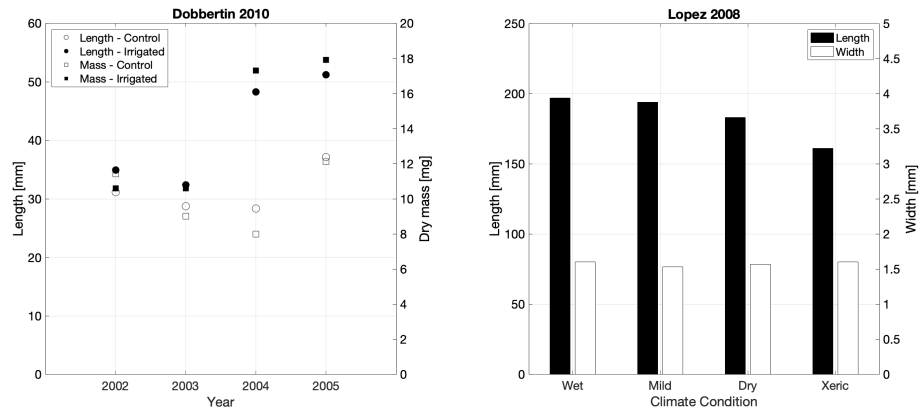 Dobbertin 2010
Length - Control
Length - Irrigated
Mass - Control
Mass - Irrigated
Length [mm]
60
50
40
30
20
10
0
Dry mass [mg]
20
18
16
14
12
10
8
6
4
2
0
2002 2003 2004 2005
Year
Lopez 2008
Length
Width
Length [mm]
250
200
150
100
50
0
Width [mm]
5
4.5
4
3.5
3
2.5
2
1.5
1
0.5
0
Wet Mild Dry Xeric
Climate Condition